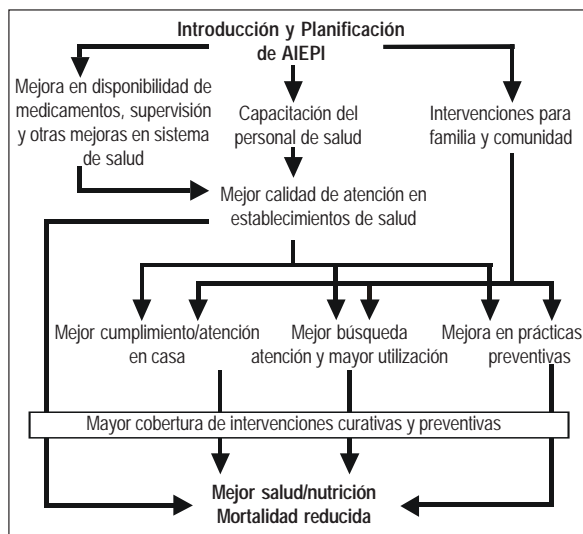 Introducción y Planificación
de AIEPI
Mejora en disponibilidad de
medicamentos, supervisión
y otras mejoras en sistema
de salud
Capacitación del
personal de salud
Intervenciones para
familia y comunidad
Mejor calidad de atención en
establecimientos de salud
Mejor cumplimiento/atención
en casa
Mejor búsqueda
atención y mayor utilización
Mejora en prácticas
preventivas
Mayor cobertura de intervenciones curativas y preventivas
Mejor salud/nutrición
Mortalidad reducida